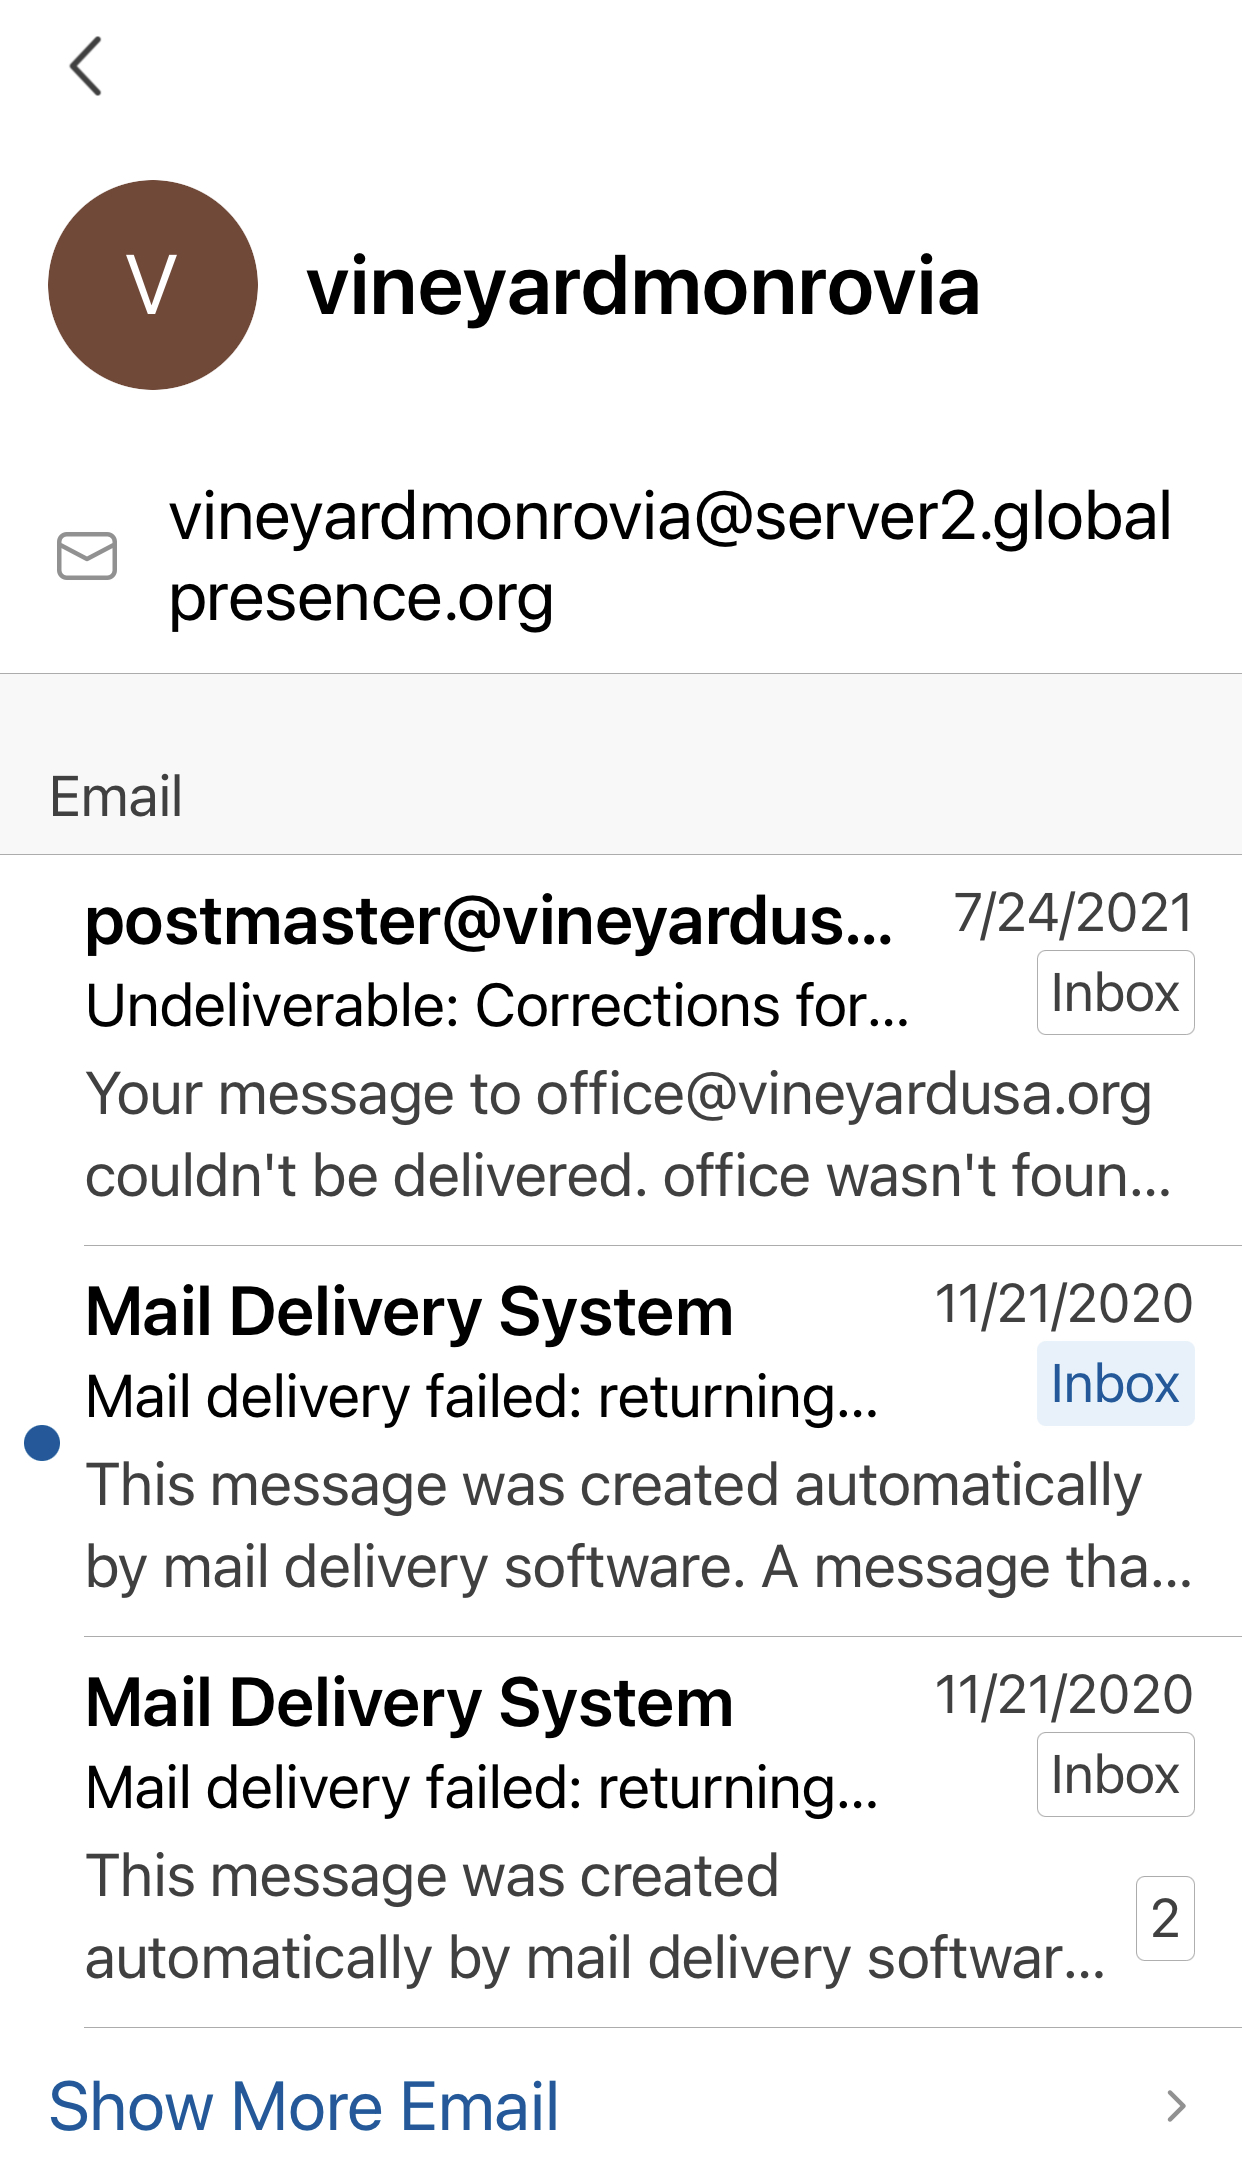 V
vineyardmonrovia
vineyardmonrovia@server2.global
presence.org
Email
postmaster@vineyardus... 7/24/2021
Undeliverable: Corrections for... Inbox
Your message to office@vineyardusa.org
couldn't be delivered. office wasn't foun...
Mail Delivery System 11/21/2020
Mail delivery failed: returning... Inbox
This message was created automatically
by mail delivery software. A message tha...
Mail Delivery System 11/21/2020
Mail delivery failed: returning... Inbox
This message was created
automatically by mail delivery softwar... 2
Show More Email